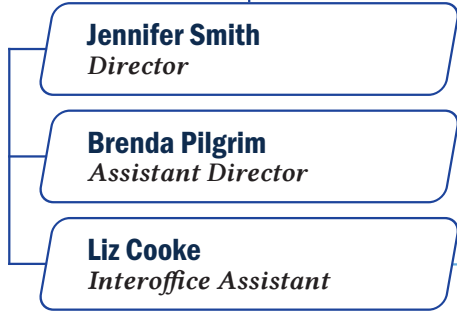 Jennifer Smith
Director
Brenda Pilgrim
Assistant Director
Liz Cooke
Interoffice Assistant